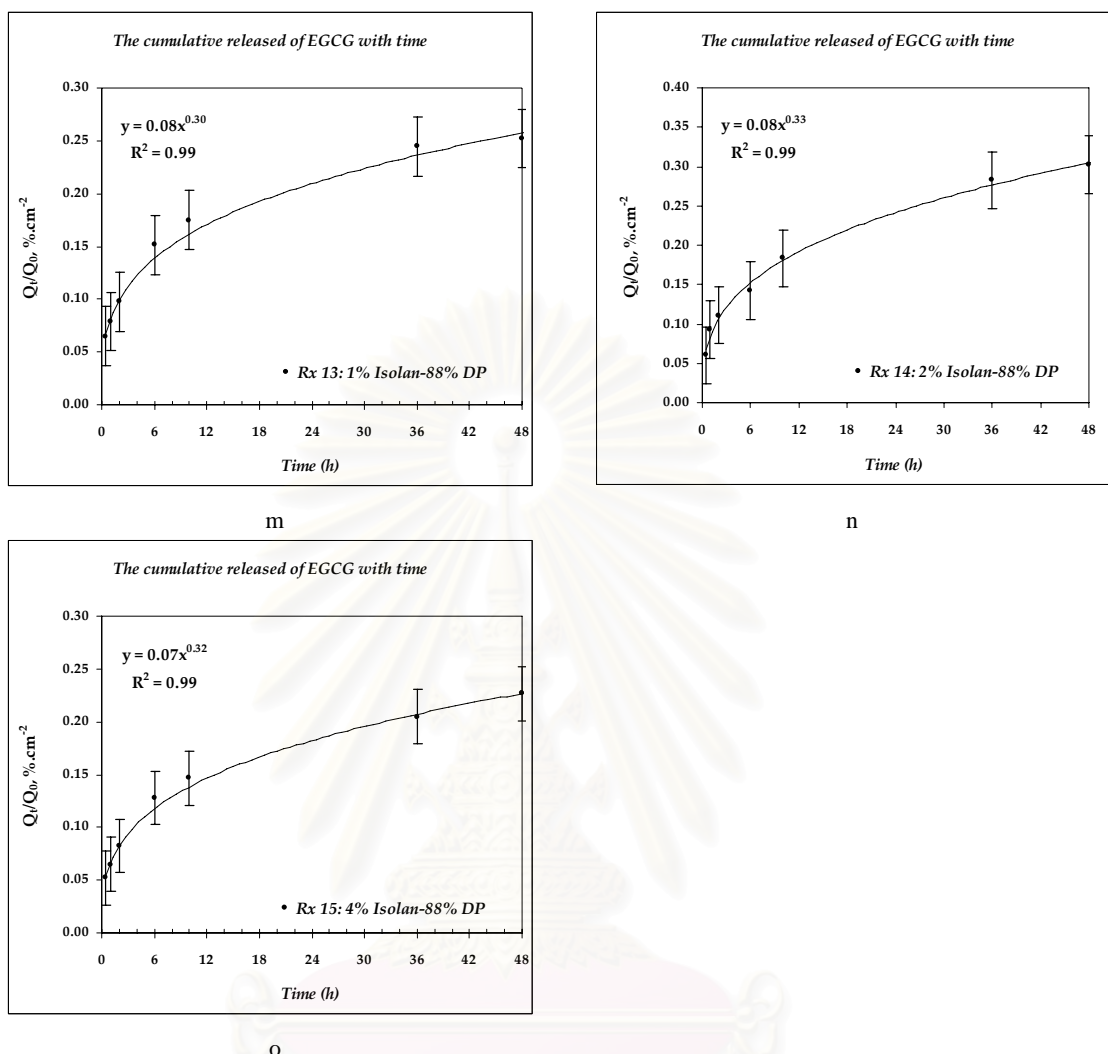 The cumulative released of EGCG with time
0.30
0.25
0.20
0.15
0.10
0.05
0.00
Qt/Q0, %.cm-2
y = 0.08x^0.30
R^2 = 0.99
Rx 13: 1% Isolan-88% DP
0 6 12 18 24 30 36 42 48
Time (h)
m
The cumulative released of EGCG with time
0.40
0.35
0.30
0.25
0.20
0.15
0.10
0.05
0.00
Qt/Q0, %.cm-2
y = 0.08x^0.33
R^2 = 0.99
Rx 14: 2% Isolan-88% DP
0 6 12 18 24 30 36 42 48
Time (h)
n
The cumulative released of EGCG with time
0.30
0.25
0.20
0.15
0.10
0.05
0.00
Qt/Q0, %.cm-2
y = 0.07x^0.32
R^2 = 0.99
Rx 15: 4% Isolan-88% DP
0 6 12 18 24 30 36 42 48
Time (h)
o